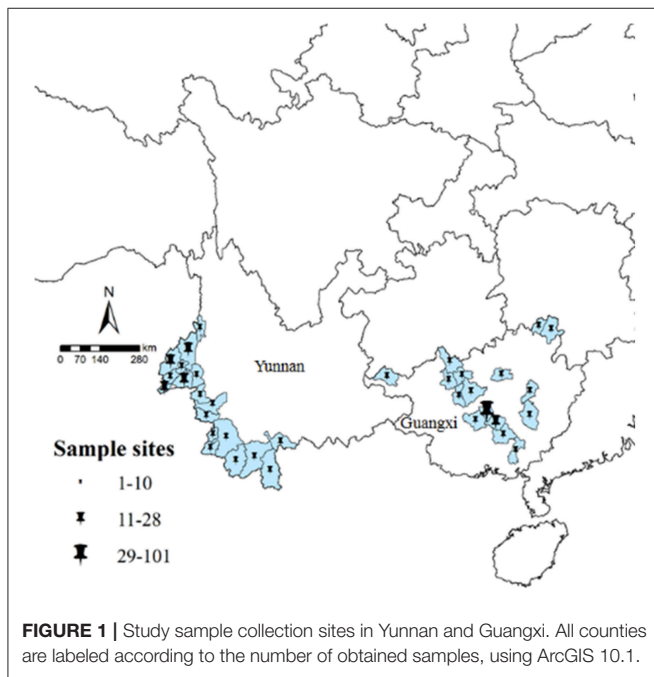 N
km
0 70 140 280
Yunnan
Guangxi
Sample sites
1-10
11-28
29-101
FIGURE 1 | Study sample collection sites in Yunnan and Guangxi. All counties
are labeled according to the number of obtained samples, using ArcGIS 10.1.